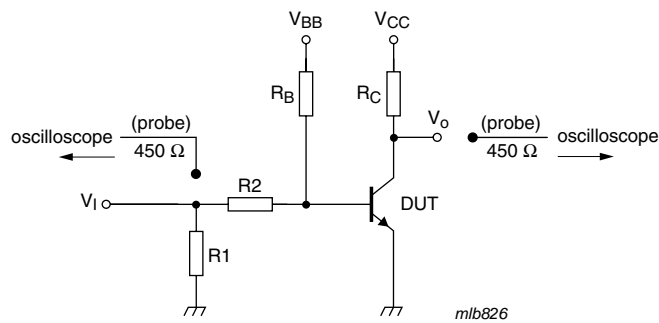 VBB
VCC
RB
RC
Vo
(probe)
450 Ω
oscilloscope
(probe)
450 Ω
oscilloscope
R2
VI
DUT
R1
mlb826